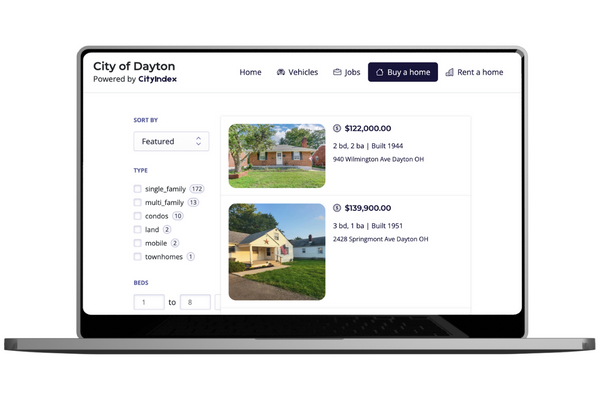 City of Dayton
Powered by CityIndex
Home
Vehicles
Jobs
Buy a home
Rent a home
SORT BY
Featured
TYPE
single_family 172
multi_family 13
condos 10
land 2
mobile 2
townhomes 1
BEDS
1 to 8
$122,000.00
2 bd, 2 ba | Built 1944
940 Wilmington Ave Dayton OH
$139,900.00
3 bd, 1 ba | Built 1951
2428 Springmont Ave Dayton OH